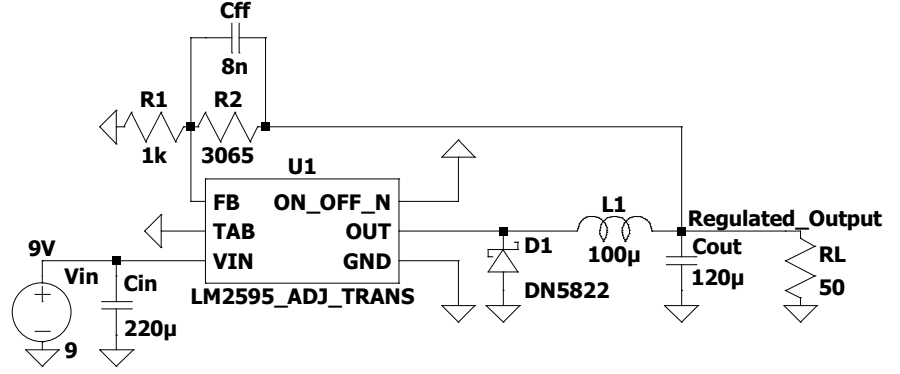 Cff
8n
R1
R2
1k
3065
U1
FB
ON_OFF_N
TAB
OUT
VIN
GND
LM2595_ADJ_TRANS
9V
Vin
Cin
220µ
9
D1
DN5822
L1
100µ
Regulated_Output
Cout
120µ
RL
50